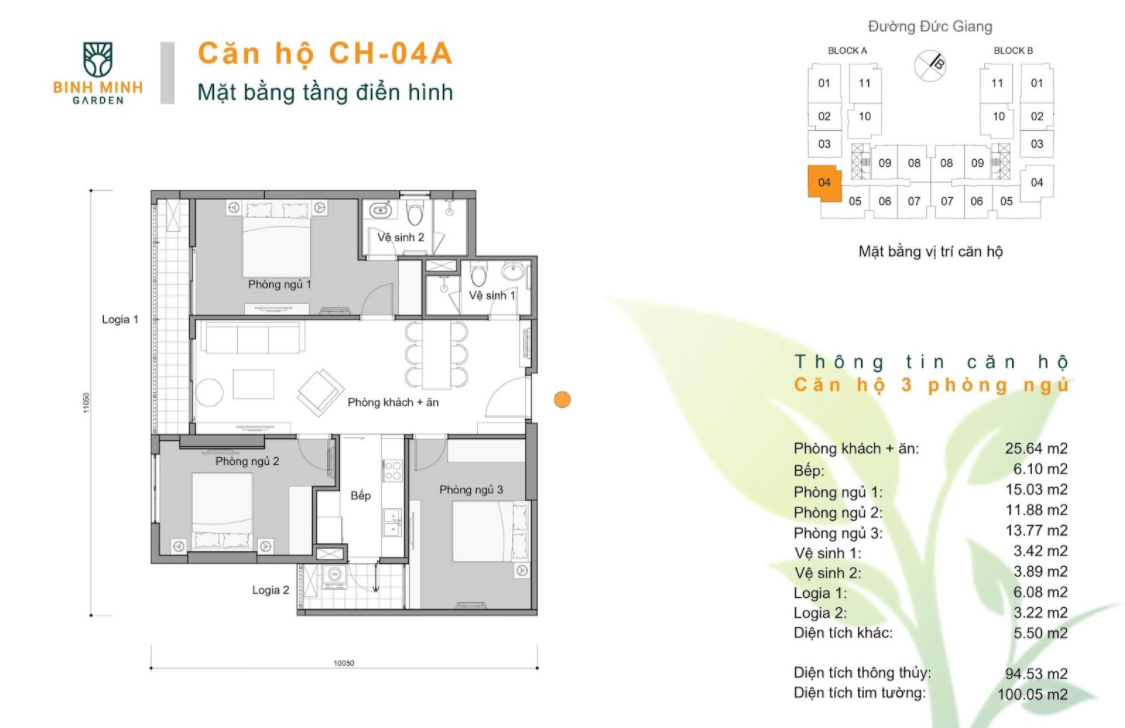 BINH MINH
GARDEN
Căn hộ CH-04A
Mặt bằng tầng điển hình
Đường Đức Giang
BLOCK A
BLOCK B
B
01
11
11
01
02
10
10
02
03
03
09
08
08
09
04
04
05
06
07
07
06
05
Mặt bằng vị trí căn hộ
Vệ sinh 2
Phòng ngủ 1
Vệ sinh 1
Logia 1
Phòng khách + ăn
11050
Phòng ngủ 2
Bếp
Phòng ngủ 3
Logia 2
10050
Thông tin căn hộ
Căn hộ 3 phòng ngủ
Phòng khách + ăn: 25.64 m2
Bếp: 6.10 m2
Phòng ngủ 1: 15.03 m2
Phòng ngủ 2: 11.88 m2
Phòng ngủ 3: 13.77 m2
Vệ sinh 1: 3.42 m2
Vệ sinh 2: 3.89 m2
Logia 1: 6.08 m2
Logia 2: 3.22 m2
Diện tích khác: 5.50 m2
Diện tích thông thủy: 94.53 m2
Diện tích tim tường: 100.05 m2